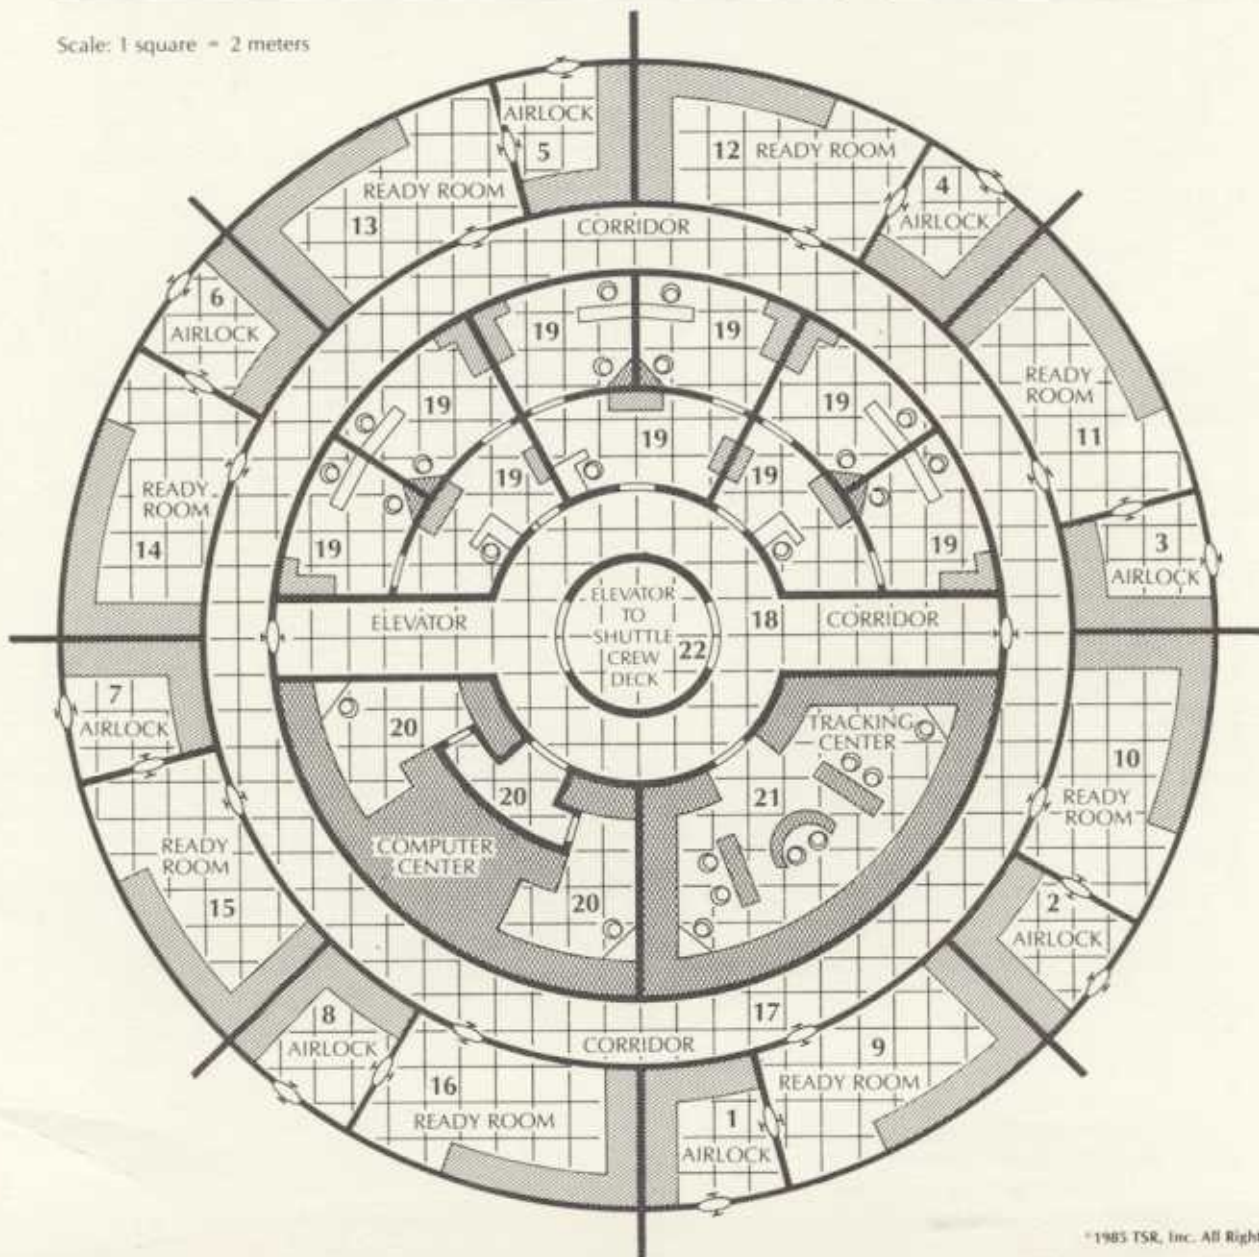 Scale: 1 square = 2 meters
AIRLOCK
5
12 READY ROOM
4
AIRLOCK
READY ROOM
13
CORRIDOR
6
AIRLOCK
19
19
READY
ROOM
11
19
19
19
READY
ROOM
14
19
19
19
19
3
AIRLOCK
ELEVATOR
ELEVATOR
TO
SHUTTLE
CREW
DECK
22
18
CORRIDOR
7
AIRLOCK
20
TRACKING
CENTER
10
READY
ROOM
20
21
COMPUTER
CENTER
READY
ROOM
15
20
2
AIRLOCK
17
CORRIDOR
8
AIRLOCK
9
READY ROOM
16
READY ROOM
1
AIRLOCK
©1985 TSR, Inc. All Righ